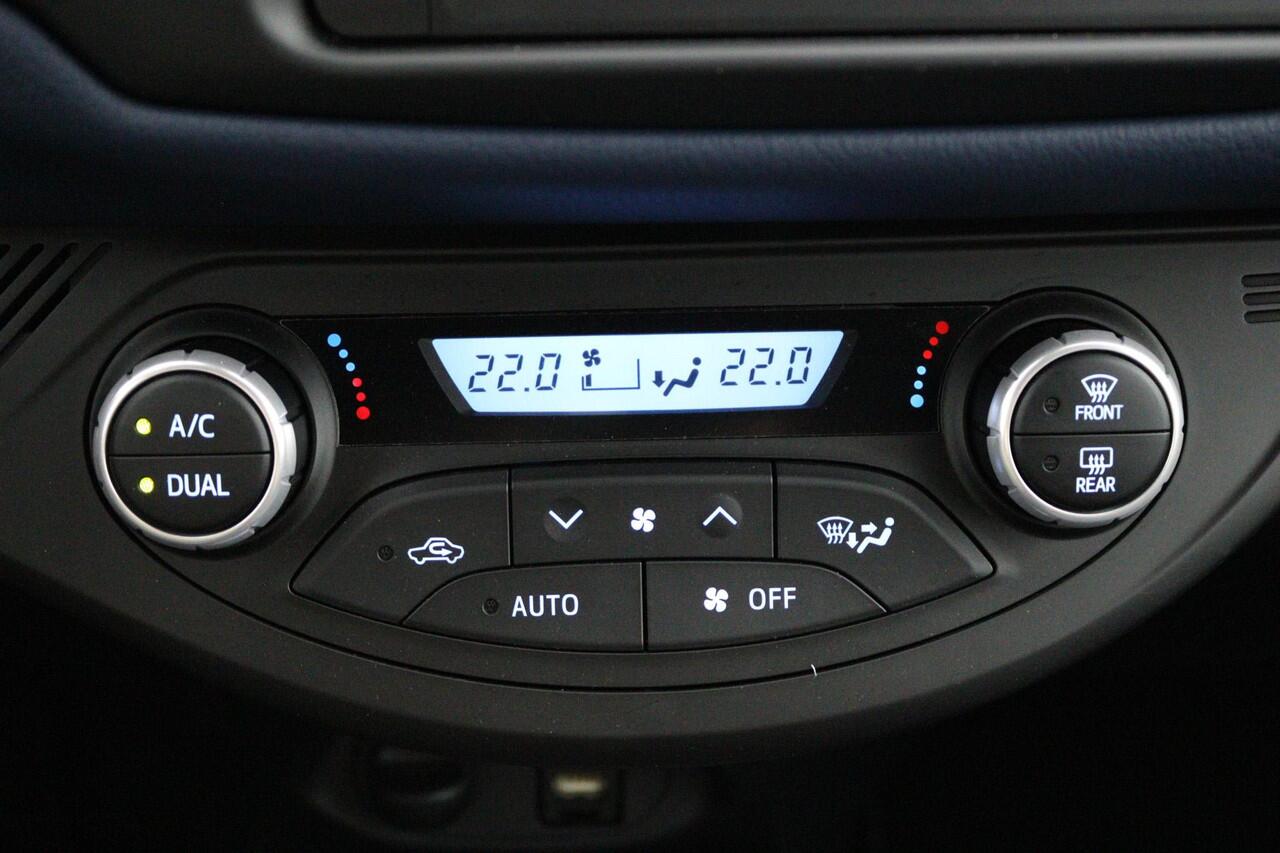 22.0 22.0
A/C
DUAL
FRONT
REAR
AUTO
OFF